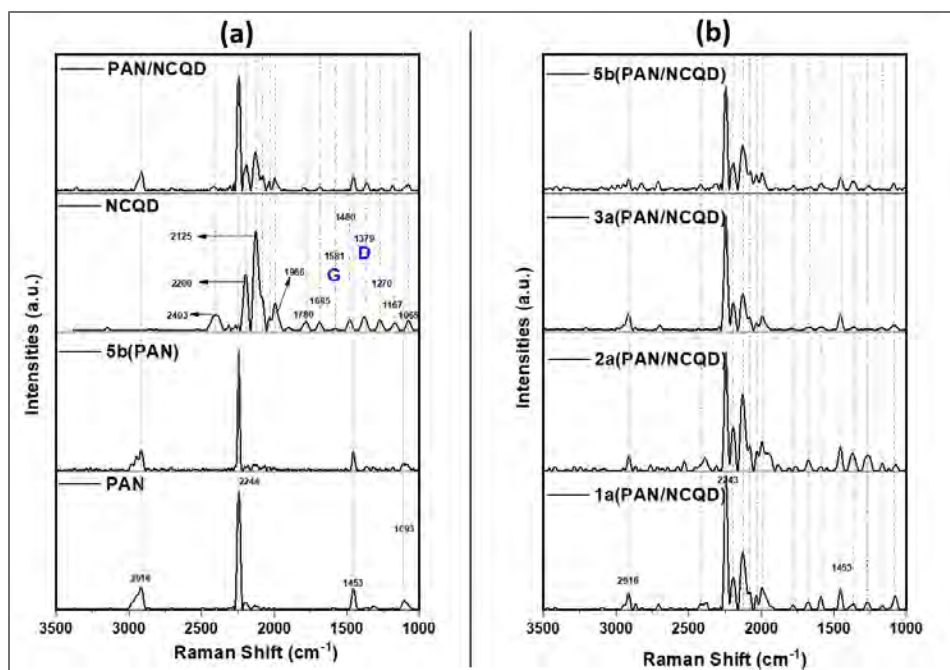 (a)
Intensities (a.u.)
PAN/NCQD
NCQD
2125
2200
2403
1966
1780
1685
1581
G
1480
1379
D
1270
1167
1065
5b(PAN)
PAN
2244
2916
1453
1093
3500 3000 2500 2000 1500 1000
Raman Shift (cm⁻¹)
(b)
Intensities (a.u.)
5b(PAN/NCQD)
3a(PAN/NCQD)
2a(PAN/NCQD)
2243
1a(PAN/NCQD)
2916
1453
3500 3000 2500 2000 1500 1000
Raman Shift (cm⁻¹)